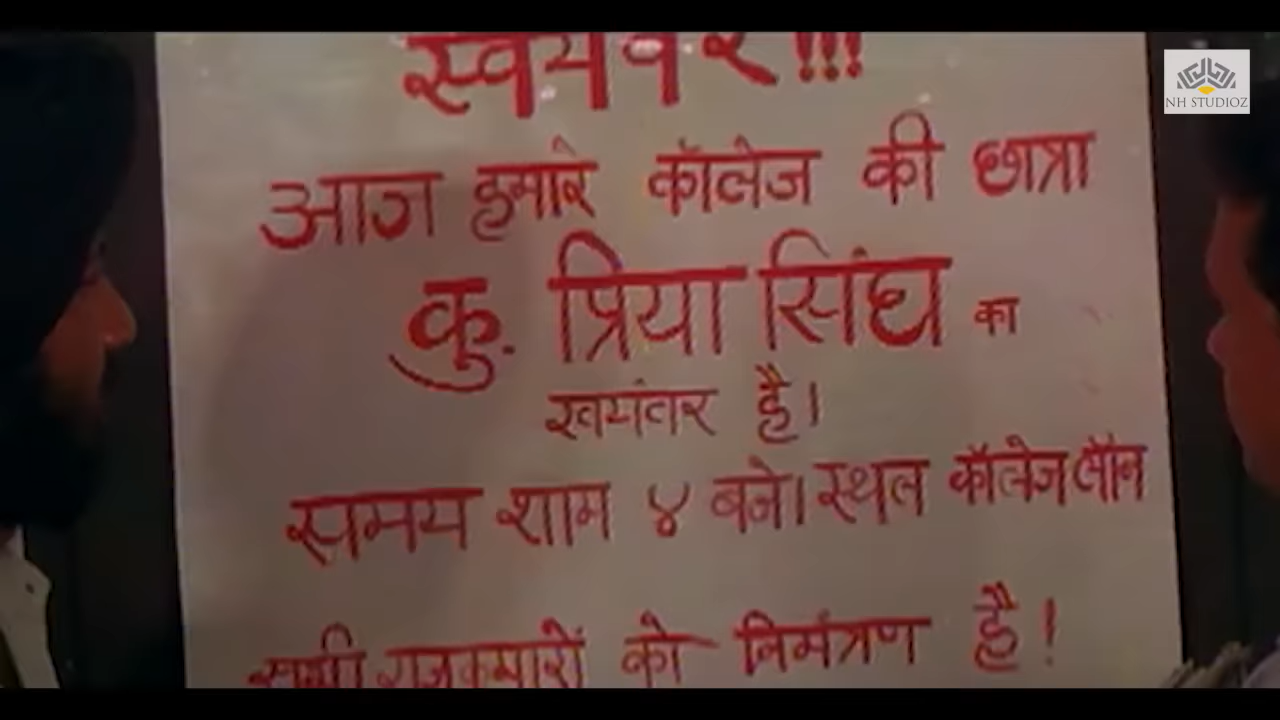 स्वयंवर!!!
आज हमारे कॉलेज की छात्रा
कु. प्रिया सिंघ का
स्वयंवर है।
समय शाम ४ बजे। स्थल कॉलेज लॉन
सभी राजकुमारों को निमंत्रण है!
NH STUDIOZ